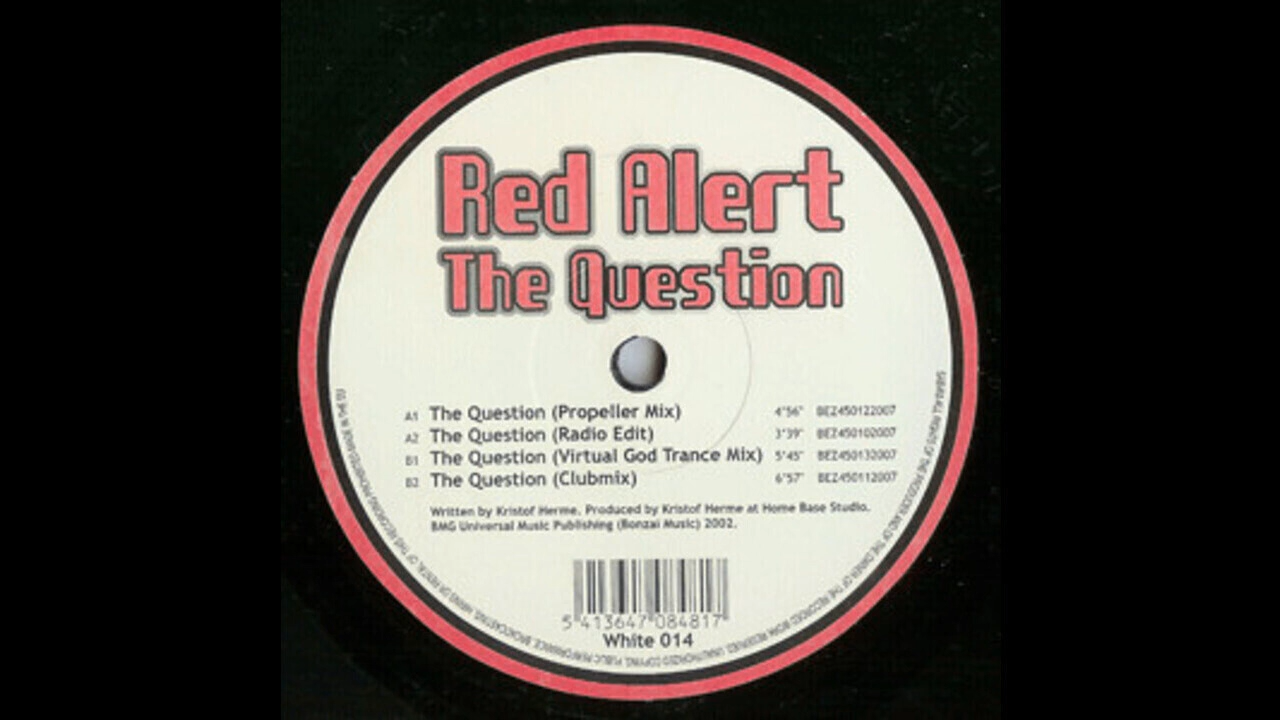 Red Alert
The Question
A1 The Question (Propeller Mix) 4"56" BEZ450122007
A2 The Question (Radio Edit) 3"39" BEZ450102007
B1 The Question (Virtual God Trance Mix) 5"45" BEZ450132007
B2 The Question (Clubmix) 6"57" BEZ450112007
Written by Kristof Herme. Produced by Kristof Herme at Home Base Studio.
BMG Universal Music Publishing (Bonzai Music) 2002.
5 413647 084817
White 014